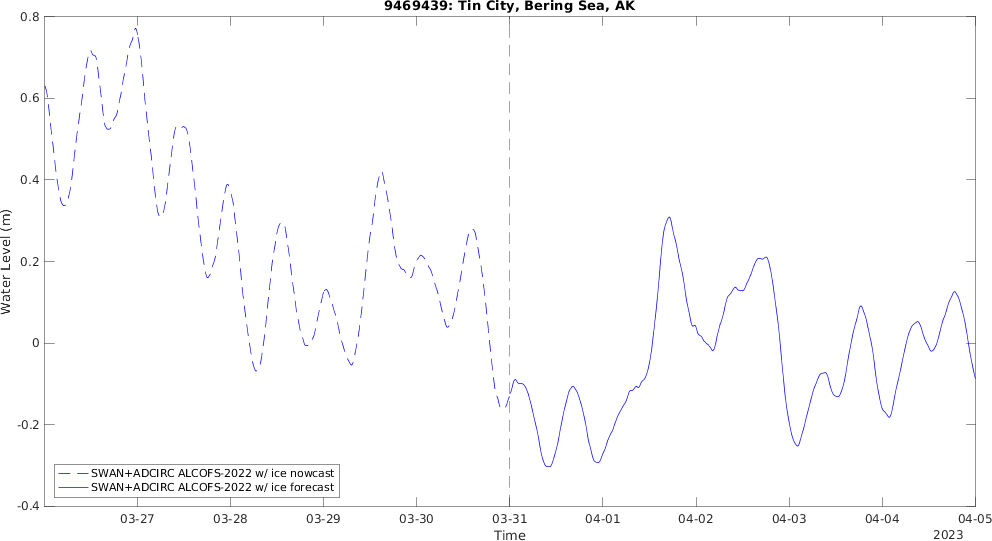 9469439: Tin City, Bering Sea, AK
0.8
0.6
0.4
0.2
0
-0.2
-0.4
Water Level (m)
SWAN+ADCIRC ALCOFS-2022 w/ ice nowcast
SWAN+ADCIRC ALCOFS-2022 w/ ice forecast
03-27 03-28 03-29 03-30 03-31 04-01 04-02 04-03 04-04 04-05
Time
2023